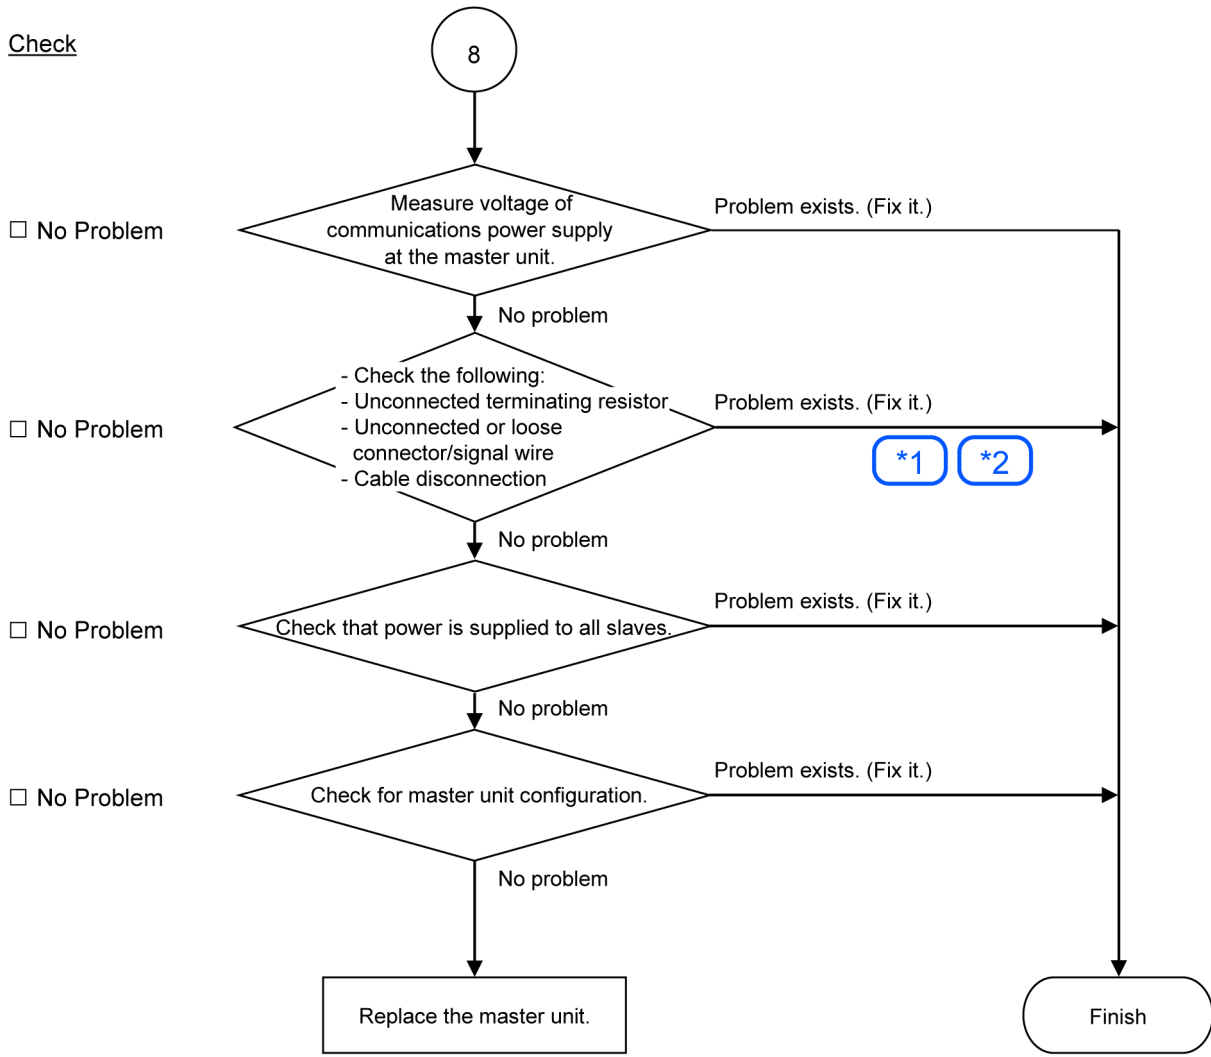 Check
8
Measure voltage of
communications power supply
at the master unit.
Problem exists. (Fix it.)
☐ No Problem
No problem
- Check the following:
- Unconnected terminating resistor
- Unconnected or loose
connector/signal wire
- Cable disconnection
Problem exists. (Fix it.)
☐ No Problem
*1
*2
No problem
Check that power is supplied to all slaves.
Problem exists. (Fix it.)
☐ No Problem
No problem
Check for master unit configuration.
Problem exists. (Fix it.)
☐ No Problem
No problem
Replace the master unit.
Finish